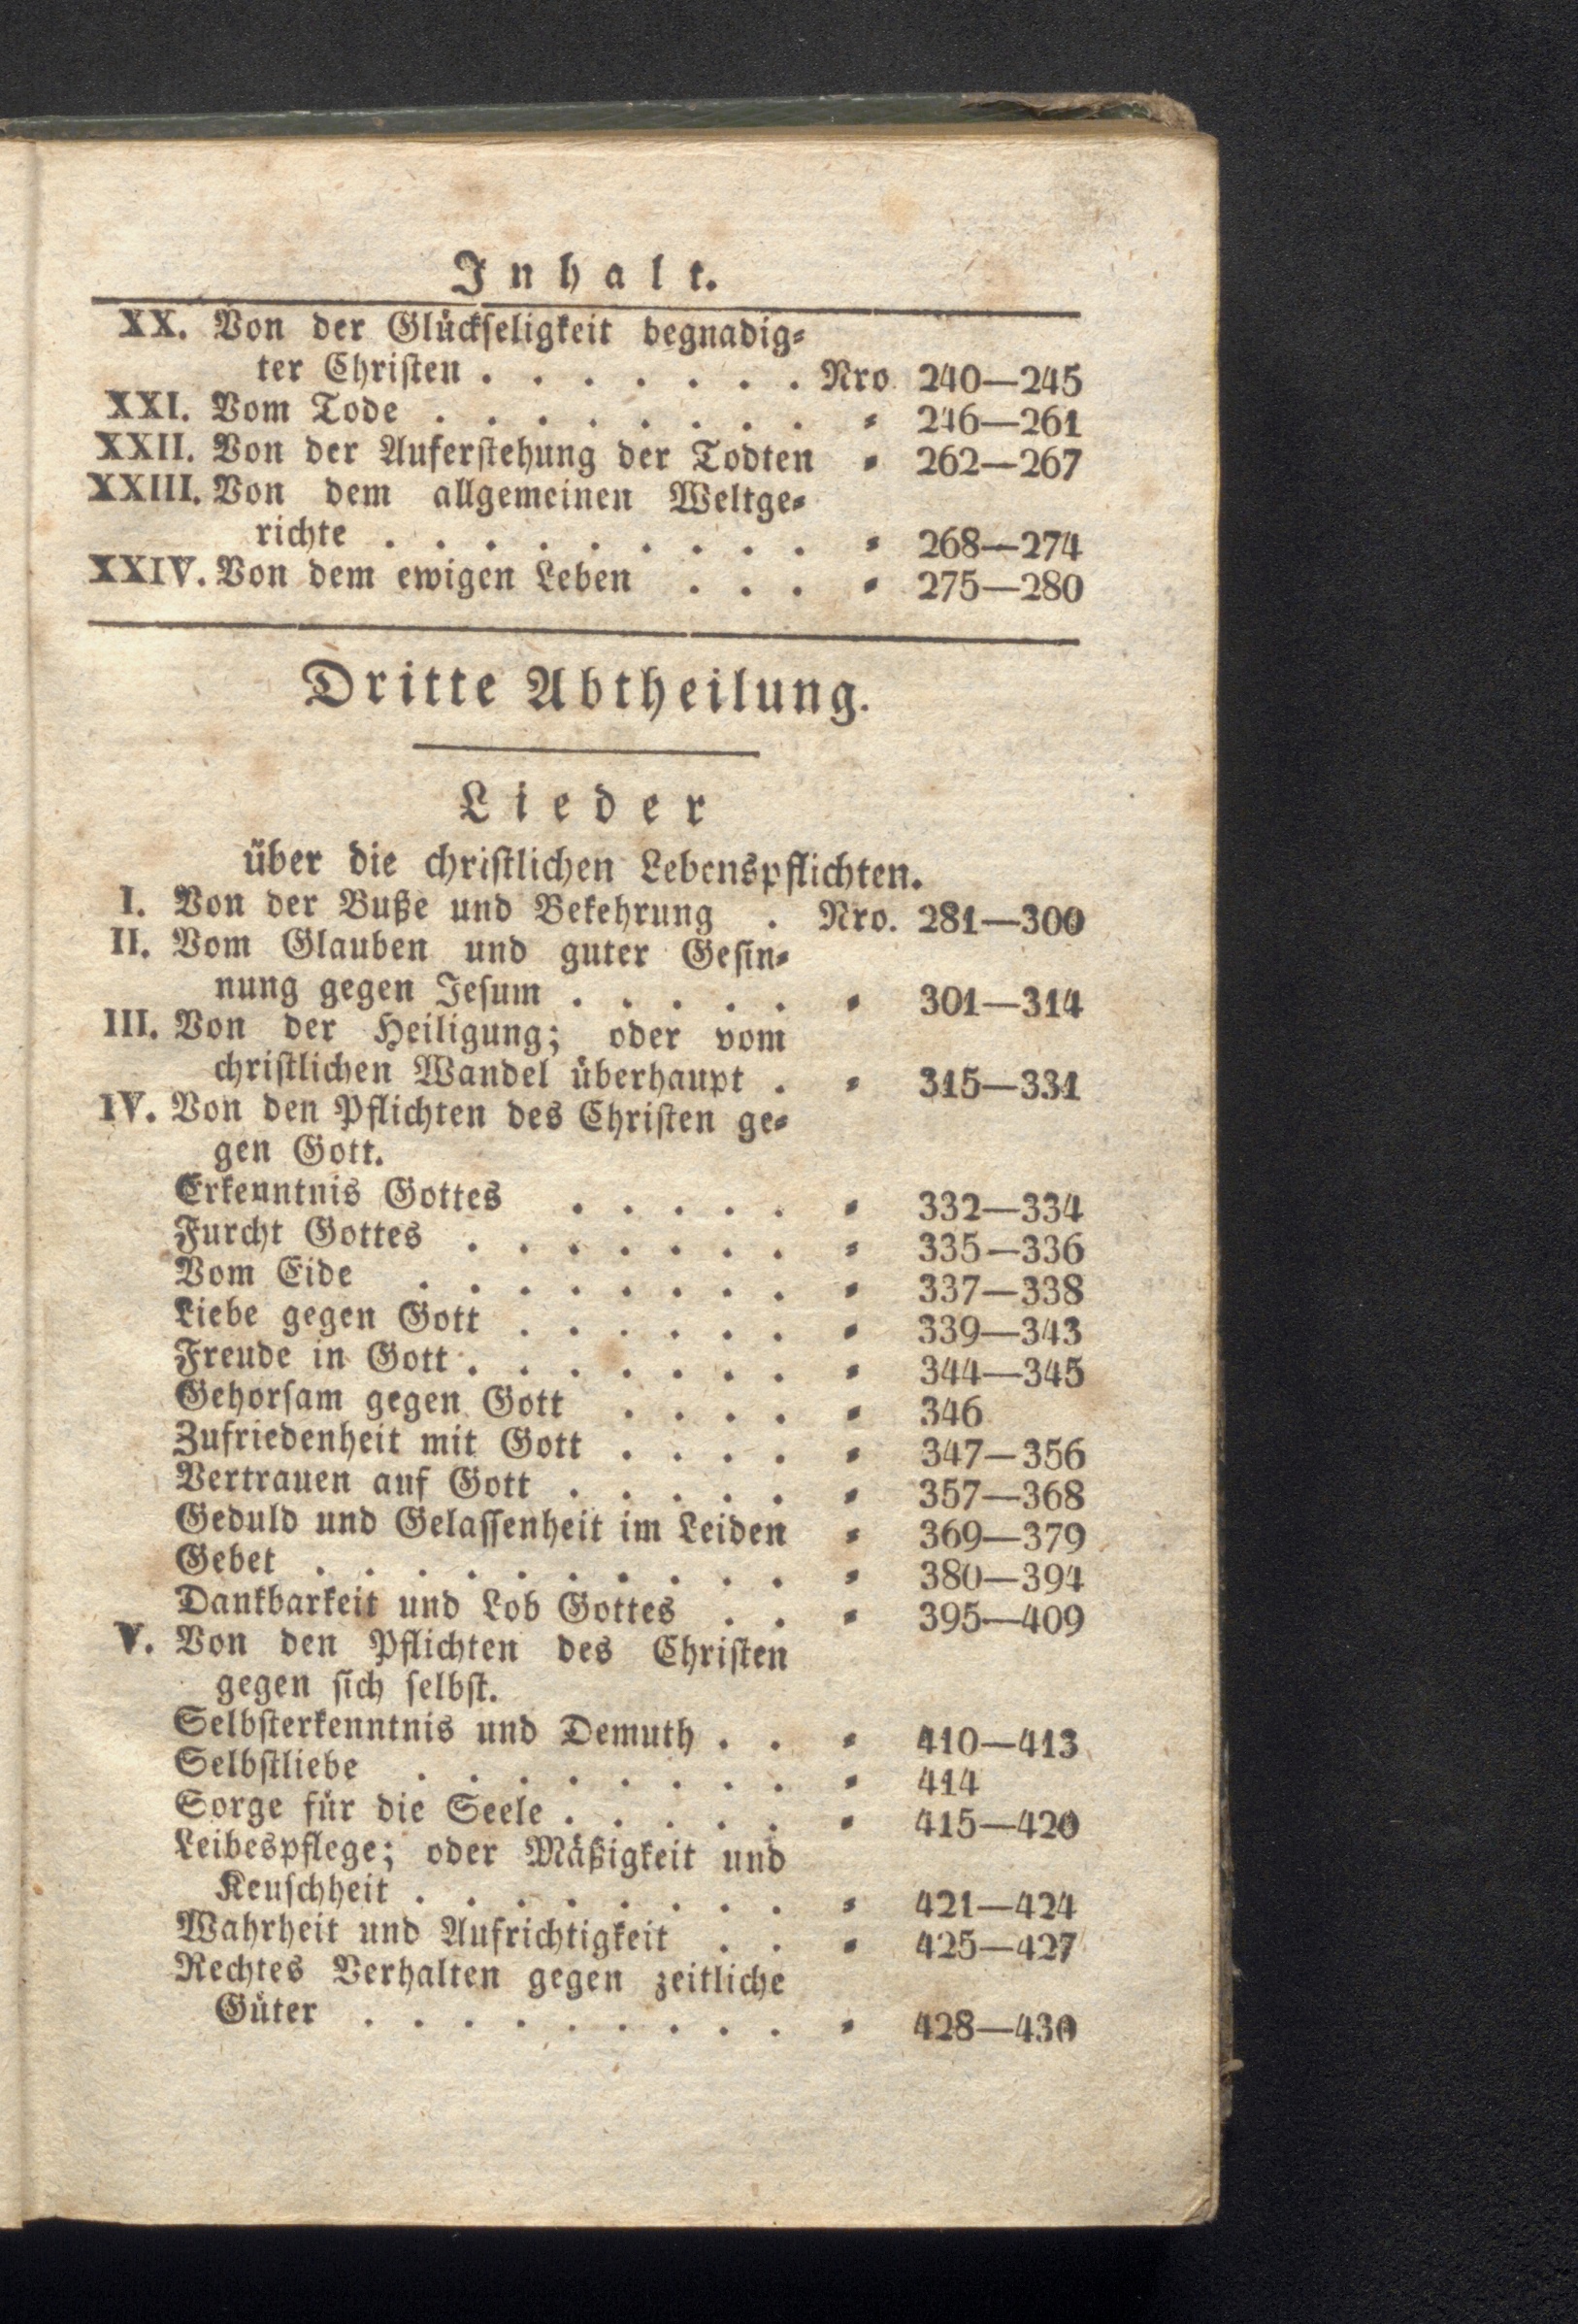 Inhalt.
XX. Von der Glückseligkeit begnadig-
ter Christen . . . . . . . Nro 240—245
XXI. Vom Tode . . . . . . . . = 246—261
XXII. Von der Auferstehung der Todten = 262—267
XXIII. Von dem allgemeinen Weltge-
richte . . . . . . . . . = 268—274
XXIV. Von dem ewigen Leben . . . = 275—280
Dritte Abtheilung.
Lieder
über die christlichen Lebenspflichten.
I. Von der Buße und Bekehrung . Nro. 281—300
II. Vom Glauben und guter Gesin-
nung gegen Jesum . . . . . = 301—314
III. Von der Heiligung; oder vom
christlichen Wandel überhaupt . = 315—331
IV. Von den Pflichten des Christen ge-
gen Gott.
Erkenntnis Gottes . . . . . = 332—334
Furcht Gottes . . . . . . . = 335—336
Vom Eide . . . . . . . . = 337—338
Liebe gegen Gott . . . . . . = 339—343
Freude in Gott . . . . . . . = 344—345
Gehorsam gegen Gott . . . . = 346
Zufriedenheit mit Gott . . . . = 347—356
Vertrauen auf Gott . . . . . = 357—368
Geduld und Gelassenheit im Leiden = 369—379
Gebet . . . . . . . . . . = 380—394
Dankbarkeit und Lob Gottes . . = 395—409
V. Von den Pflichten des Christen
gegen sich selbst.
Selbsterkenntnis und Demuth . . = 410—413
Selbstliebe . . . . . . . . = 414
Sorge für die Seele . . . . . = 415—420
Leibespflege; oder Mäßigkeit und
Keuschheit . . . . . . . . = 421—424
Wahrheit und Aufrichtigkeit . . = 425—427
Rechtes Verhalten gegen zeitliche
Güter . . . . . . . . . = 428—430